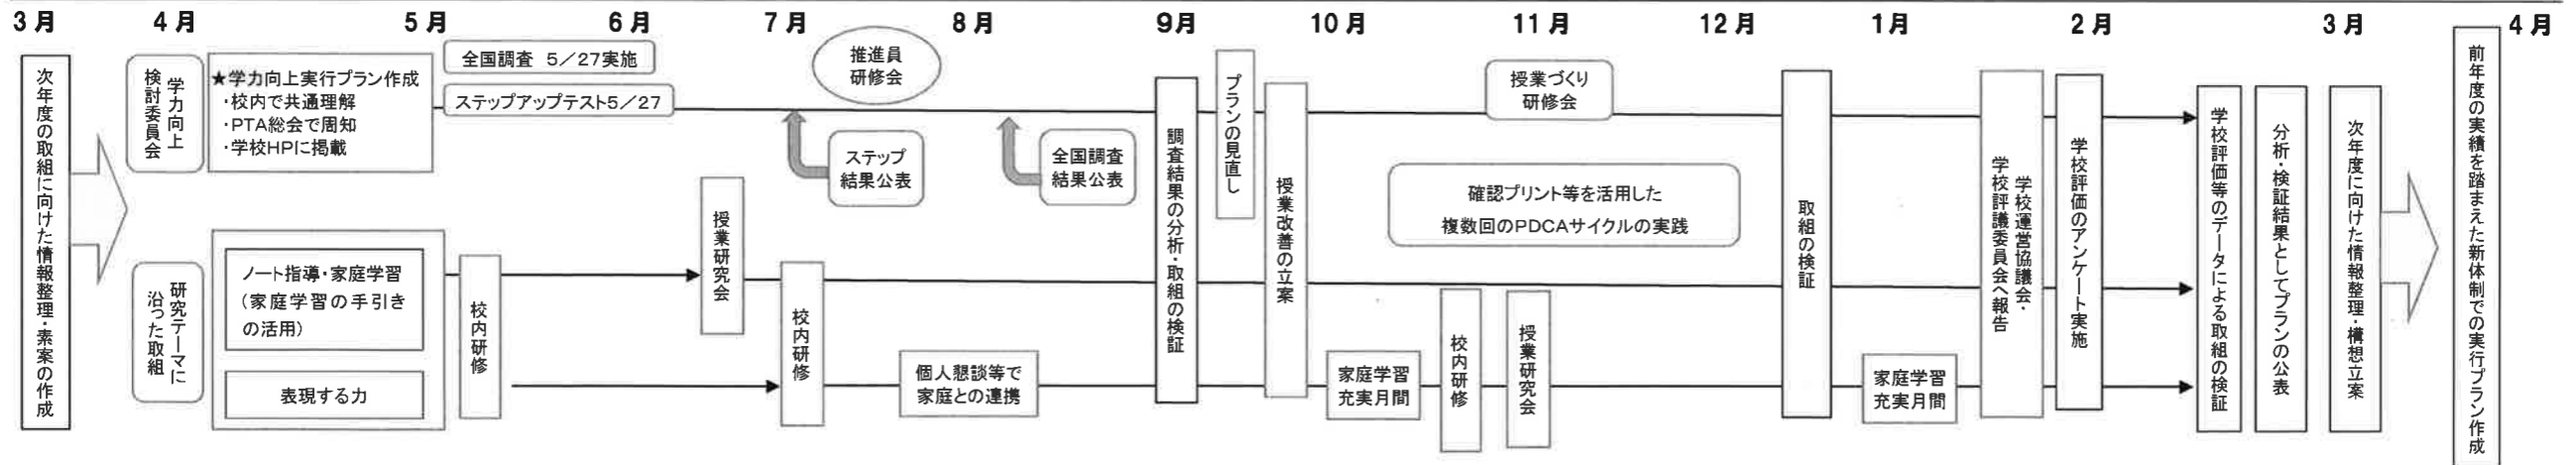 3月
4月
5月
6月
7月
8月
9月
10月
11月
12月
1月
2月
3月
4月
次年度の取組に向けた情報整理・素案の作成
学力向上
検討委員会
★学力向上実行プラン作成
・校内で共通理解
・PTA総会で周知
・学校HPに掲載
全国調査 5/27実施
ステップアップテスト5/27
推進員
研修会
ステップ
結果公表
全国調査
結果公表
研究テーマに
沿った取組
ノート指導・家庭学習
(家庭学習の手引き
の活用)
表現する力
校内研修
授業研究会
校内研修
個人懇談等で
家庭との連携
調査結果の分析・取組の検証
プランの見直し
授業改善の立案
授業づくり
研修会
確認プリント等を活用した
複数回のPDCAサイクルの実践
家庭学習
充実月間
校内研修
授業研究会
取組の検証
家庭学習
充実月間
学校運営協議会・
学校評議委員会へ報告
学校評価のアンケート実施
学校評価等のデータによる取組の検証
分析・検証結果としてプランの公表
次年度に向けた情報整理・構想立案
前年度の実績を踏まえた新体制での実行プラン作成